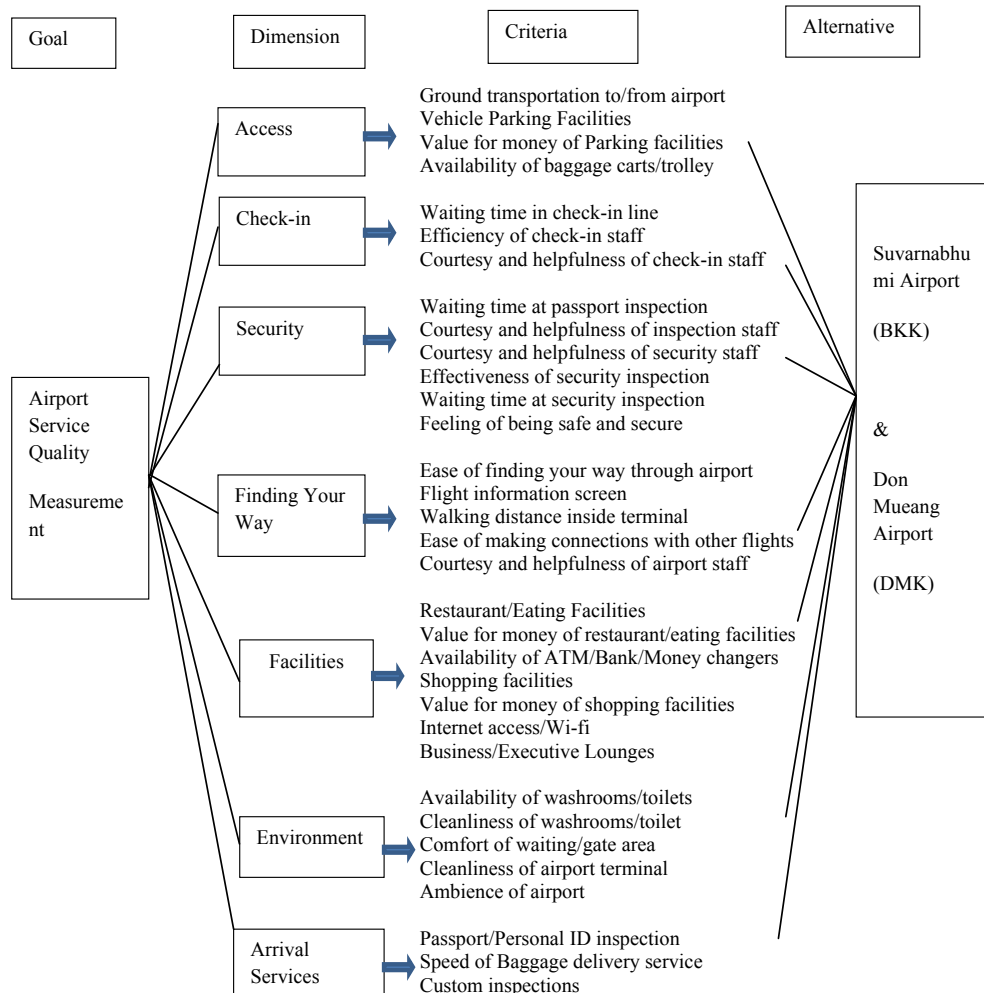 Goal
Dimension
Criteria
Alternative
Airport
Service
Quality
Measureme
nt
Access
Ground transportation to/from airport
Vehicle Parking Facilities
Value for money of Parking facilities
Availability of baggage carts/trolley
Check-in
Waiting time in check-in line
Efficiency of check-in staff
Courtesy and helpfulness of check-in staff
Security
Waiting time at passport inspection
Courtesy and helpfulness of inspection staff
Courtesy and helpfulness of security staff
Effectiveness of security inspection
Waiting time at security inspection
Feeling of being safe and secure
Finding Your
Way
Ease of finding your way through airport
Flight information screen
Walking distance inside terminal
Ease of making connections with other flights
Courtesy and helpfulness of airport staff
Facilities
Restaurant/Eating Facilities
Value for money of restaurant/eating facilities
Availability of ATM/Bank/Money changers
Shopping facilities
Value for money of shopping facilities
Internet access/Wi-fi
Business/Executive Lounges
Environment
Availability of washrooms/toilets
Cleanliness of washrooms/toilet
Comfort of waiting/gate area
Cleanliness of airport terminal
Ambience of airport
Arrival
Services
Passport/Personal ID inspection
Speed of Baggage delivery service
Custom inspections
Suvarnabhu
mi Airport
(BKK)
&
Don
Mueang
Airport
(DMK)